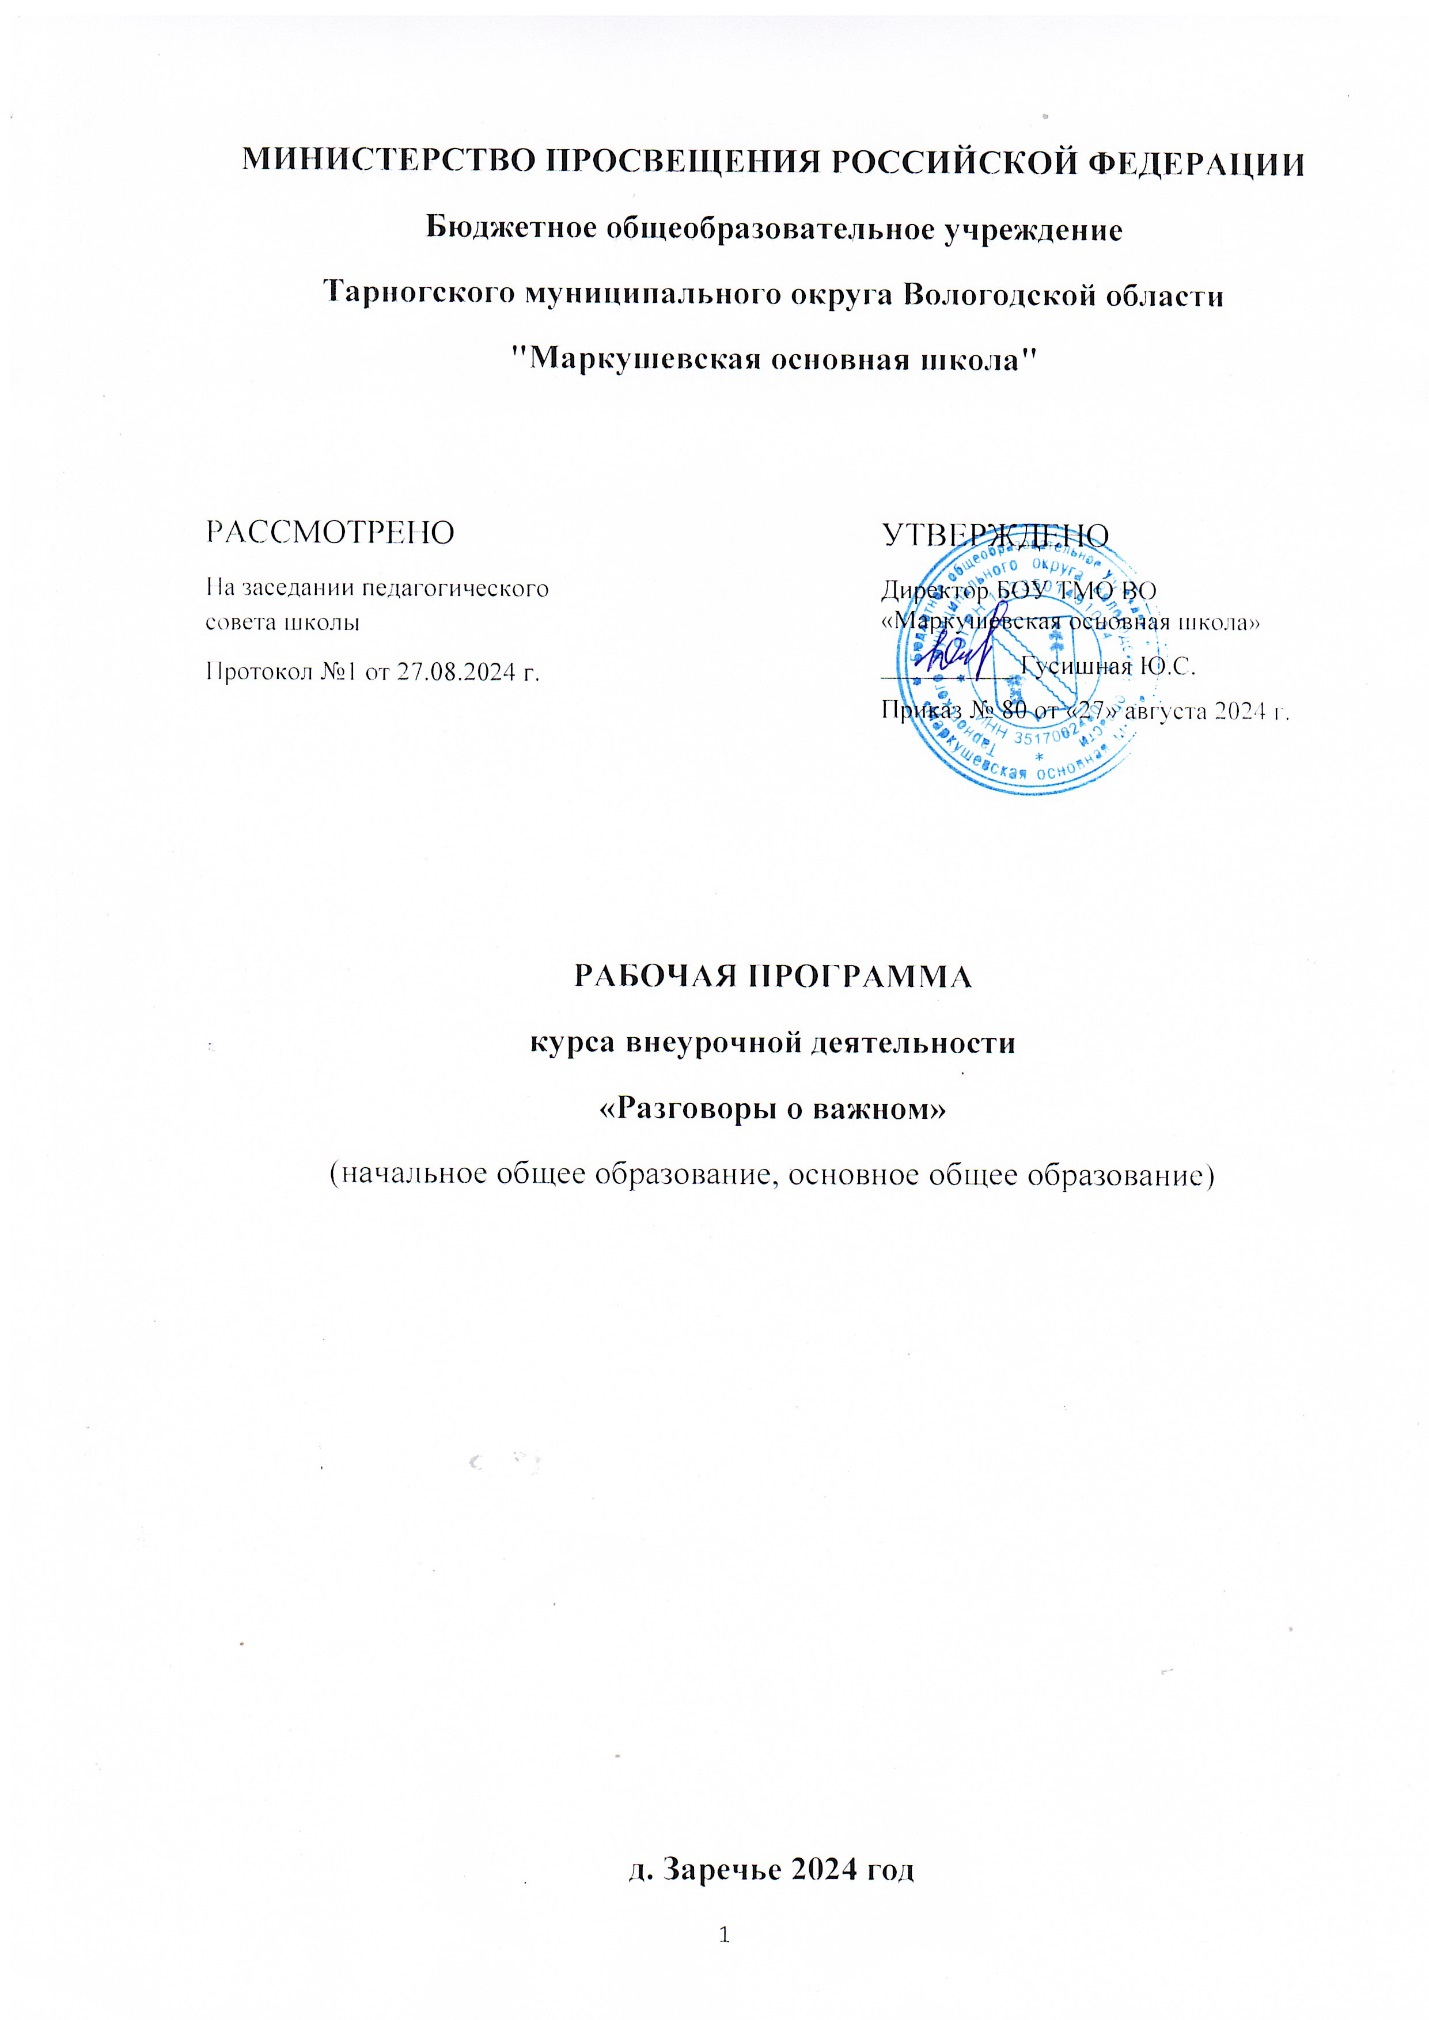 МИНИСТЕРСТВО ПРОСВЕЩЕНИЯ РОССИЙСКОЙ ФЕДЕРАЦИИ
Бюджетное общеобразовательное учреждение
Тарногского муниципального округа Вологодской области
"Маркушевская основная школа"
РАССМОТРЕНО
На заседании педагогического
совета школы
Протокол №1 от 27.08.2024 г.
УТВЕРЖДЕНО
Директор БОУ ТМО ВО
«Маркушевская основная школа»
Гусишная Ю.С.
Приказ № 80 от «27» августа 2024 г.
РАБОЧАЯ ПРОГРАММА
курса внеурочной деятельности
«Разговоры о важном»
(начальное общее образование, основное общее образование)
д. Заречье 2024 год
1